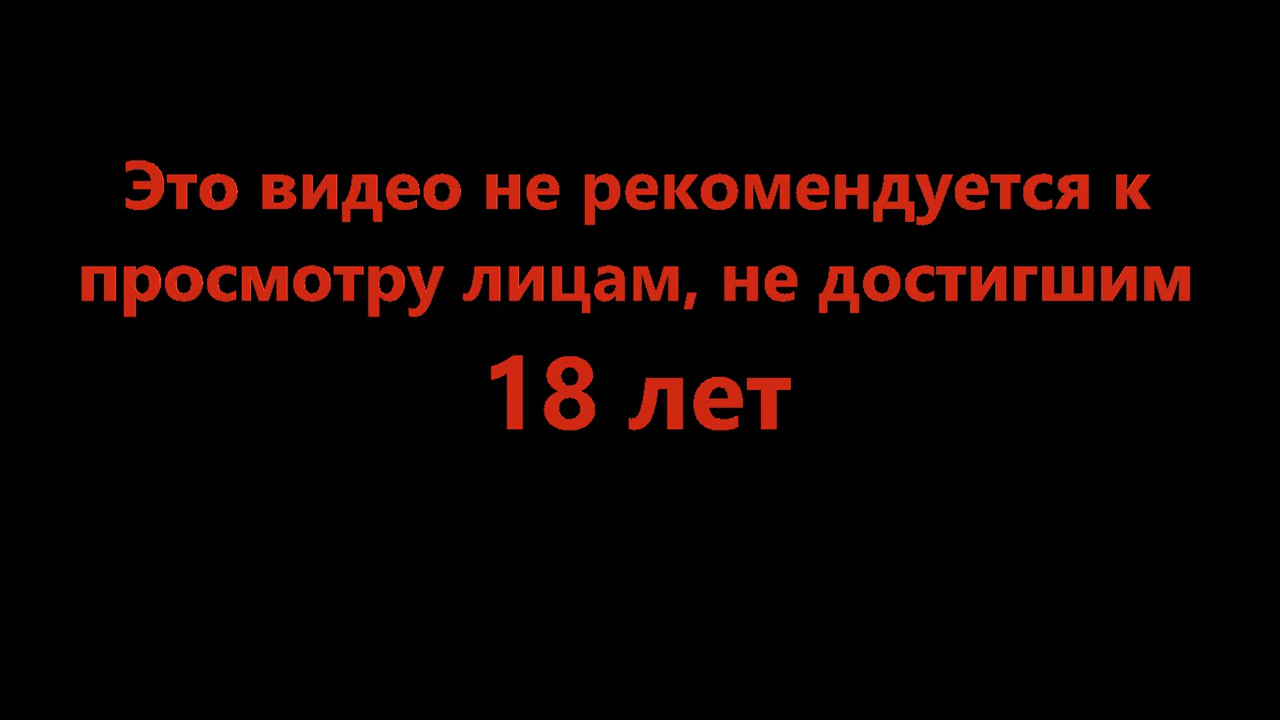 Это видео не рекомендуется к
просмотру лицам, не достигшим
18 лет